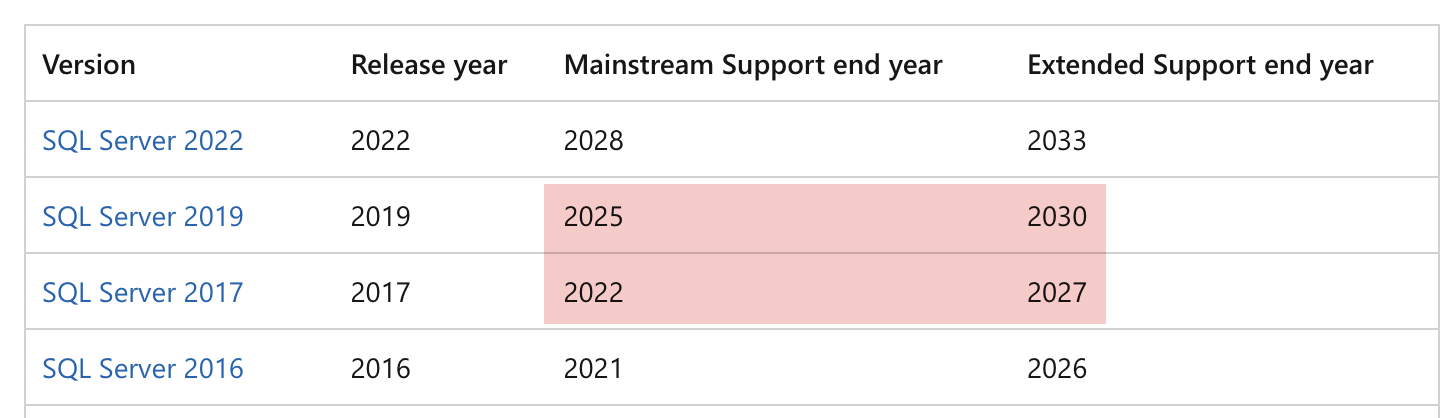 Version Release year Mainstream Support end year Extended Support end year
SQL Server 2022 2022 2028 2033
SQL Server 2019 2019 2025 2030
SQL Server 2017 2017 2022 2027
SQL Server 2016 2016 2021 2026